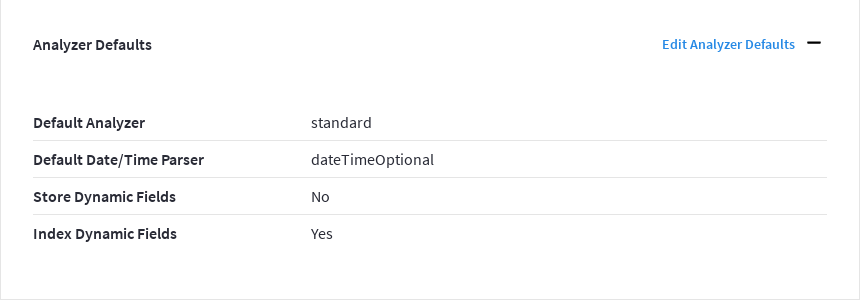 Analyzer Defaults Edit Analyzer Defaults
Default Analyzer standard
Default Date/Time Parser dateTimeOptional
Store Dynamic Fields No
Index Dynamic Fields Yes